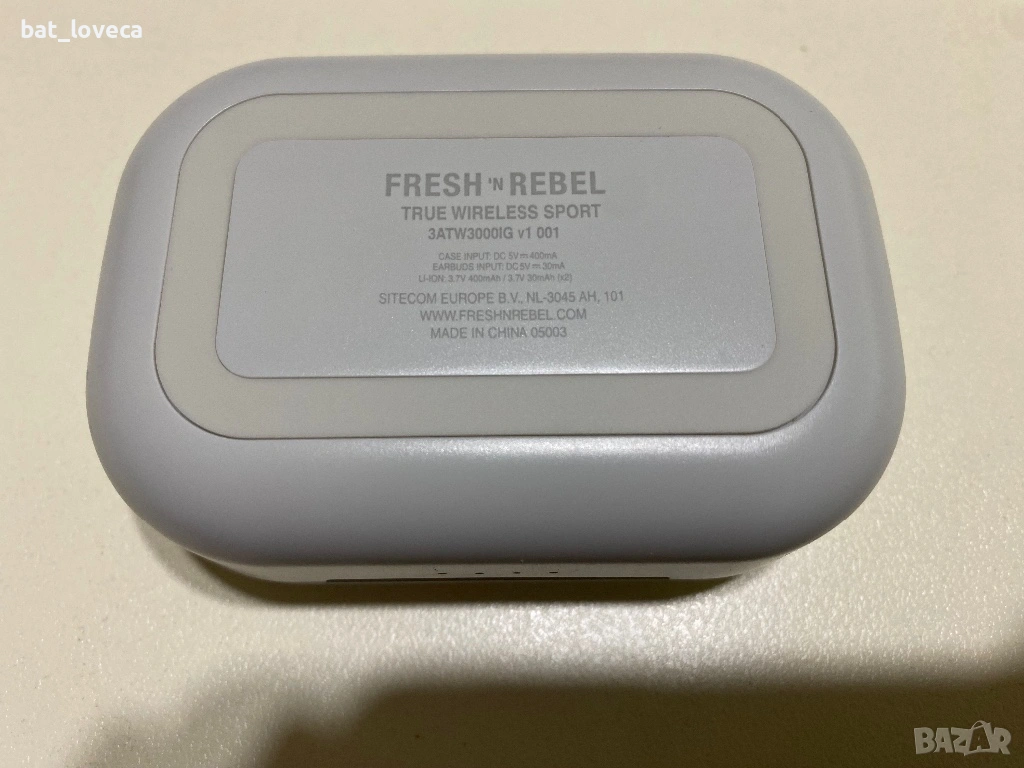 bat_loveca
FRESH 'N REBEL
TRUE WIRELESS SPORT
3ATW3000IG v1 001
CASE INPUT: DC 5V⎓400mA
EARBUDS INPUT: DC 5V⎓30mA
LI-ION: 3.7V 400mAh / 3.7V 30mAh (x2)
SITECOM EUROPE B.V., NL-3045 AH, 101
WWW.FRESHNREBEL.COM
MADE IN CHINA 05003
BAZAR